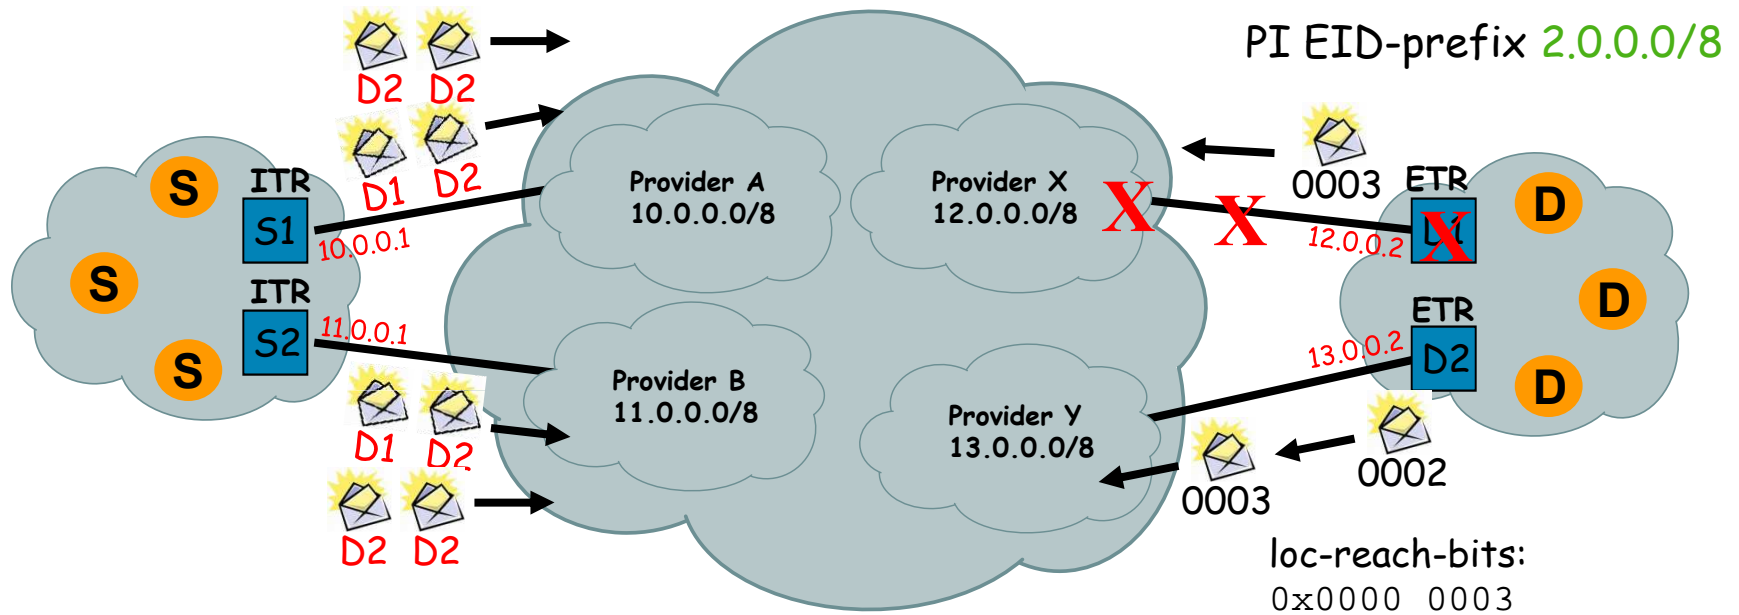 PI EID-prefix 2.0.0.0/8
D2 D2
D1 D2
0003
S
ITR
S1
10.0.0.1
Provider A
10.0.0.0/8
Provider X
12.0.0.0/8
X
X
12.0.0.2
ETR
D1
X
D
S
ITR
S2
11.0.0.1
D
ETR
D2
13.0.0.2
S
D
Provider B
11.0.0.0/8
Provider Y
13.0.0.0/8
D1 D2
D2 D2
0003
0002
loc-reach-bits:
0x0000 0003